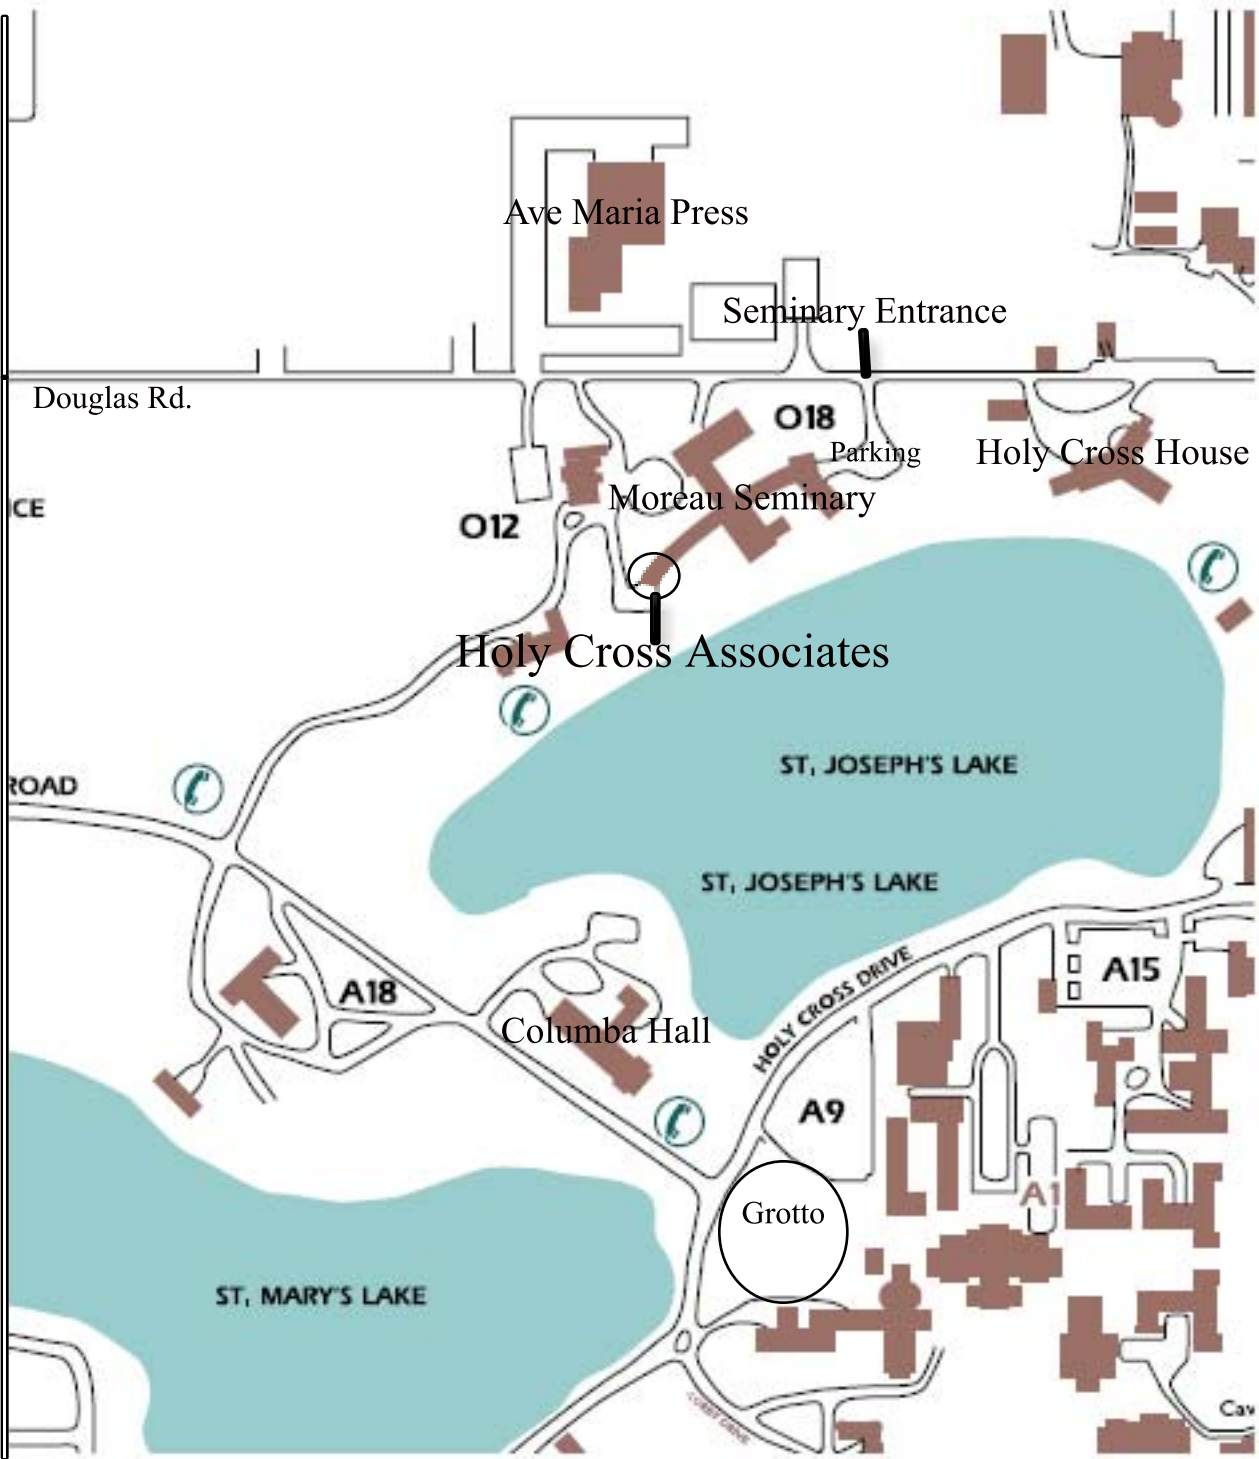 Ave Maria Press
Seminary Entrance
Douglas Rd.
O18
Parking
Holy Cross House
Moreau Seminary
ICE
O12
Holy Cross Associates
ST, JOSEPH'S LAKE
ROAD
ST, JOSEPH'S LAKE
HOLY CROSS DRIVE
A15
A18
Columba Hall
A9
A1
Grotto
ST, MARY'S LAKE
DRIVE
Cav